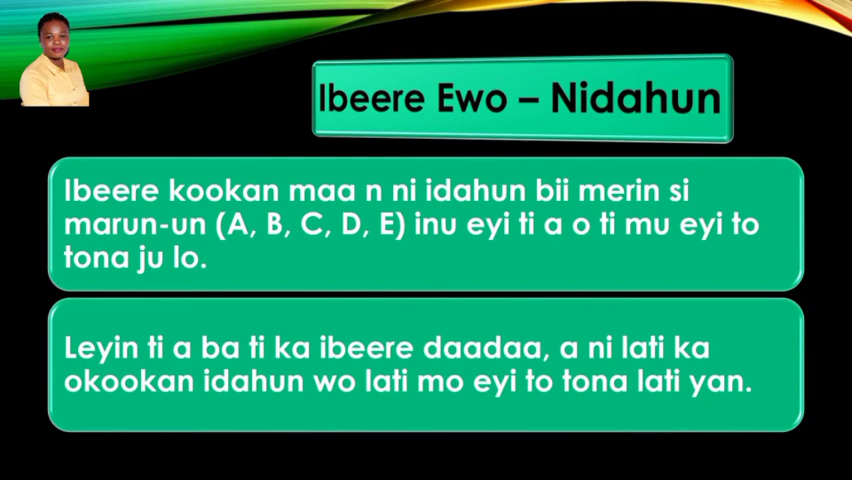 Ibeere Ewo – Nidahun
Ibeere kookan maa n ni idahun bii merin si
marun-un (A, B, C, D, E) inu eyi ti a o ti mu eyi to
tona ju lo.
Leyin ti a ba ti ka ibeere daadaa, a ni lati ka
okookan idahun wo lati mo eyi to tona lati yan.